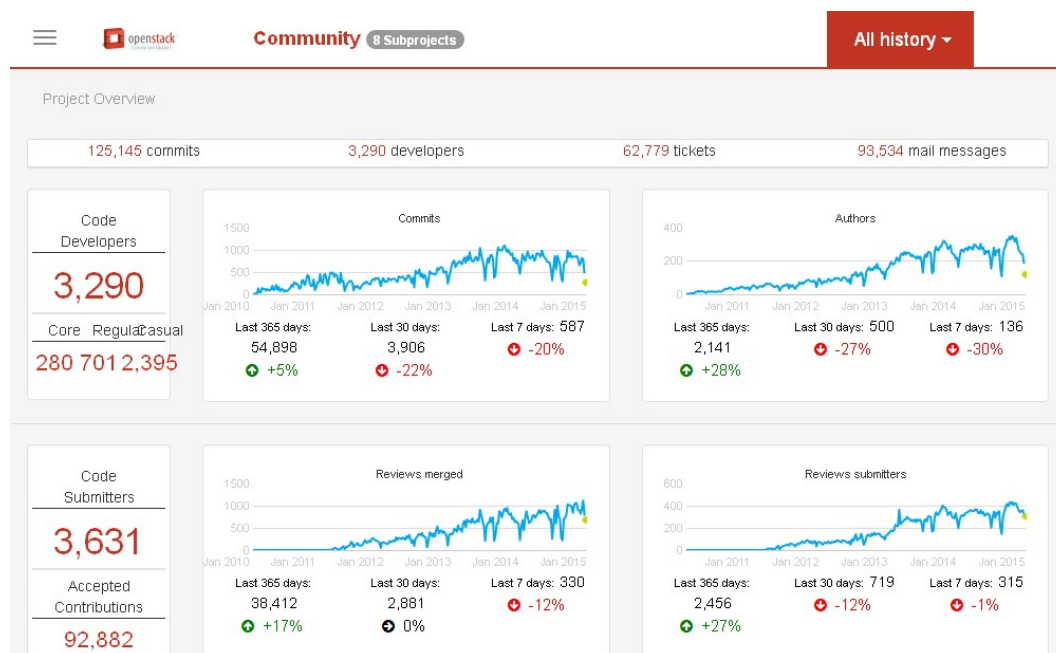 openstack
Community 8 Subprojects
All history
Project Overview
125,145 commits 3,290 developers 62,779 tickets 93,534 mail messages
Code
Developers
3,290
Core Regular Casual
280 701 2,395
Commits
1500
1000
500
0
Jan 2010 Jan 2011 Jan 2012 Jan 2013 Jan 2014 Jan 2015
Last 365 days: Last 30 days: Last 7 days: 587
54,898 3,906 -20%
+5% -22%
Authors
400
200
0
Jan 2011 Jan 2012 Jan 2013 Jan 2014 Jan 2015
Last 365 days: Last 30 days: 500 Last 7 days: 136
2,141 -27% -30%
+28%
Code
Submitters
3,631
Accepted
Contributions
92,882
Reviews merged
1500
1000
500
0
Jan 2010 Jan 2011 Jan 2012 Jan 2013 Jan 2014 Jan 2015
Last 365 days: Last 30 days: Last 7 days: 330
38,412 2,881 -12%
+17% 0%
Reviews submitters
600
400
200
0
Jan 2011 Jan 2012 Jan 2013 Jan 2014 Jan 2015
Last 365 days: Last 30 days: 719 Last 7 days: 315
2,456 -12% -1%
+27%